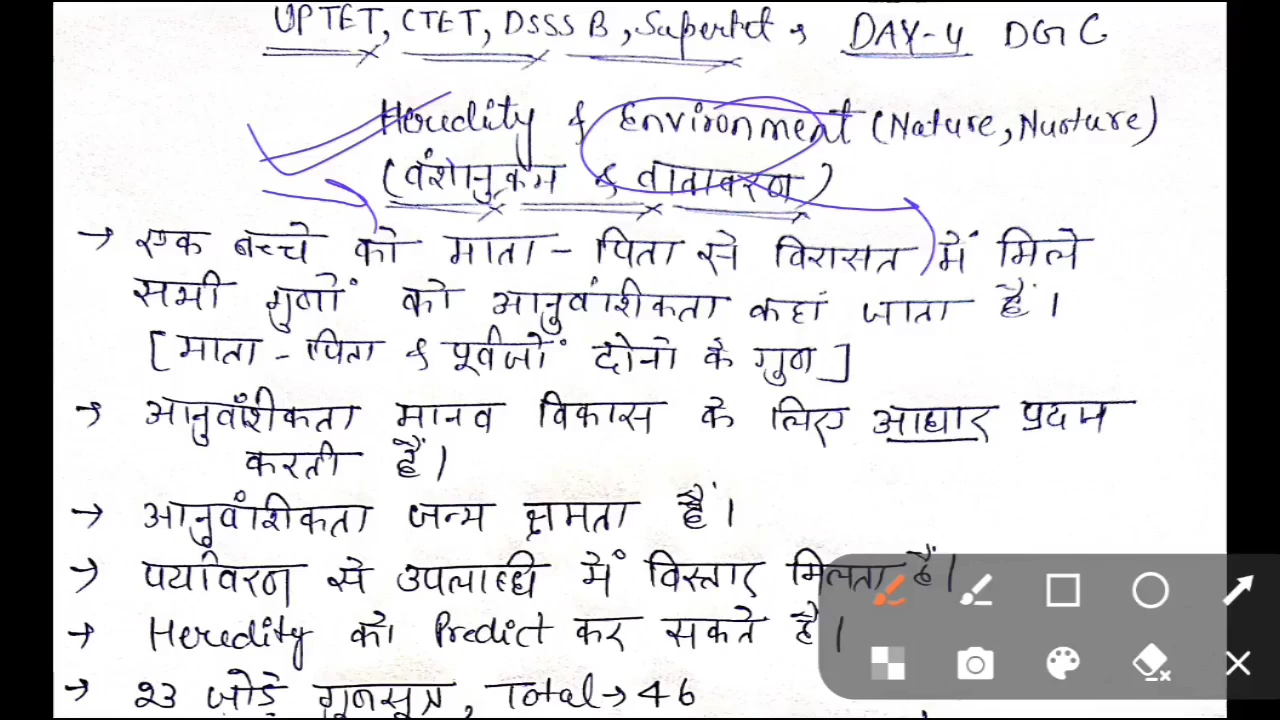 UPTET, CTET, DSSSB, Supertet, DAY-4 DGC
Heredity & Environment (Nature, Nurture)
(वंशानुक्रम & वातावरण)
→ एक बच्चे को माता - पिता से विरासत में मिले
सभी गुणों को आनुवांशिकता कहां जाता हैं।
[माता - पिता & पूर्वजों दोनो के गुण]
→ आनुवांशीकता मानव विकास के लिए आधार प्रदान
करती हैं।
→ आनुवांशिकता जन्म क्षमता हैं।
→ पर्यावरण से उपलब्धि में विस्तार मिलता हैं।
→ Heredity को Predict कर सकते हैं।
→ 23 जोड़े गुणसूत्र, Total → 46